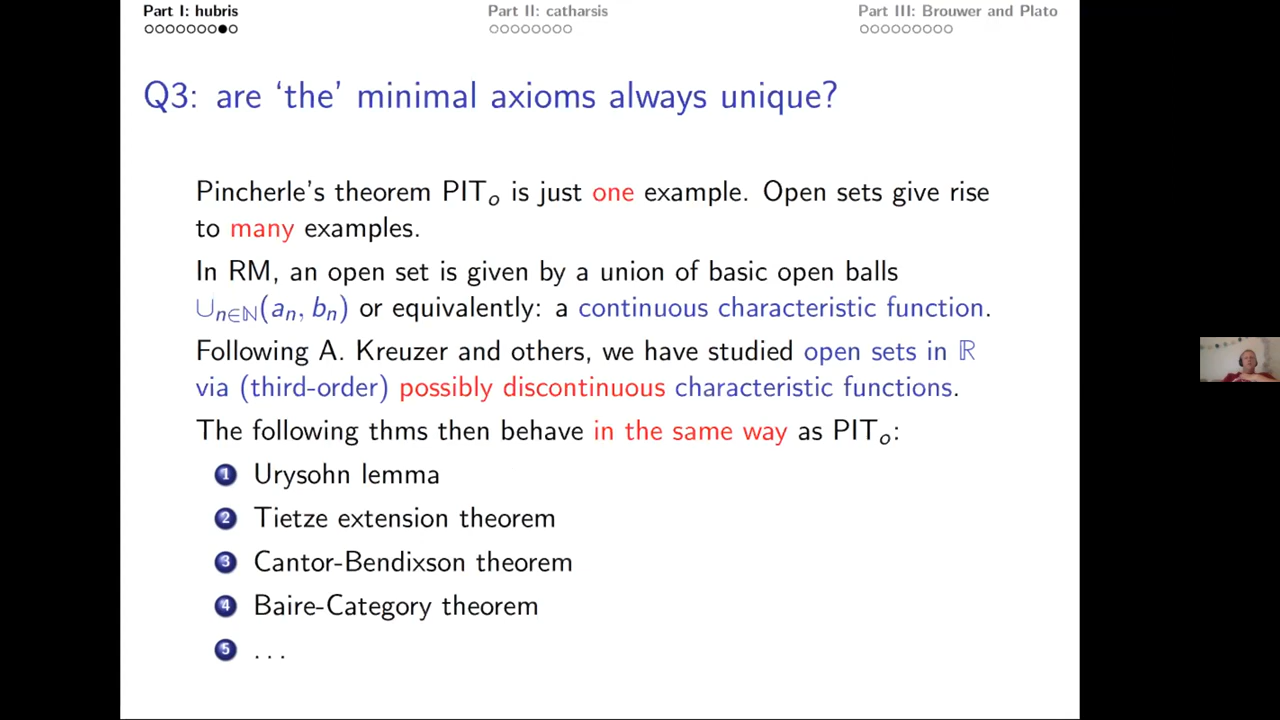 Part I: hubris
Part II: catharsis
Part III: Brouwer and Plato
Q3: are ‘the’ minimal axioms always unique?
Pincherle’s theorem PITₒ is just one example. Open sets give rise
to many examples.
In RM, an open set is given by a union of basic open balls
∪n∈ℕ(aₙ, bₙ) or equivalently: a continuous characteristic function.
Following A. Kreuzer and others, we have studied open sets in ℝ
via (third-order) possibly discontinuous characteristic functions.
The following thms then behave in the same way as PITₒ:
1 Urysohn lemma
2 Tietze extension theorem
3 Cantor-Bendixson theorem
4 Baire-Category theorem
5 . . .